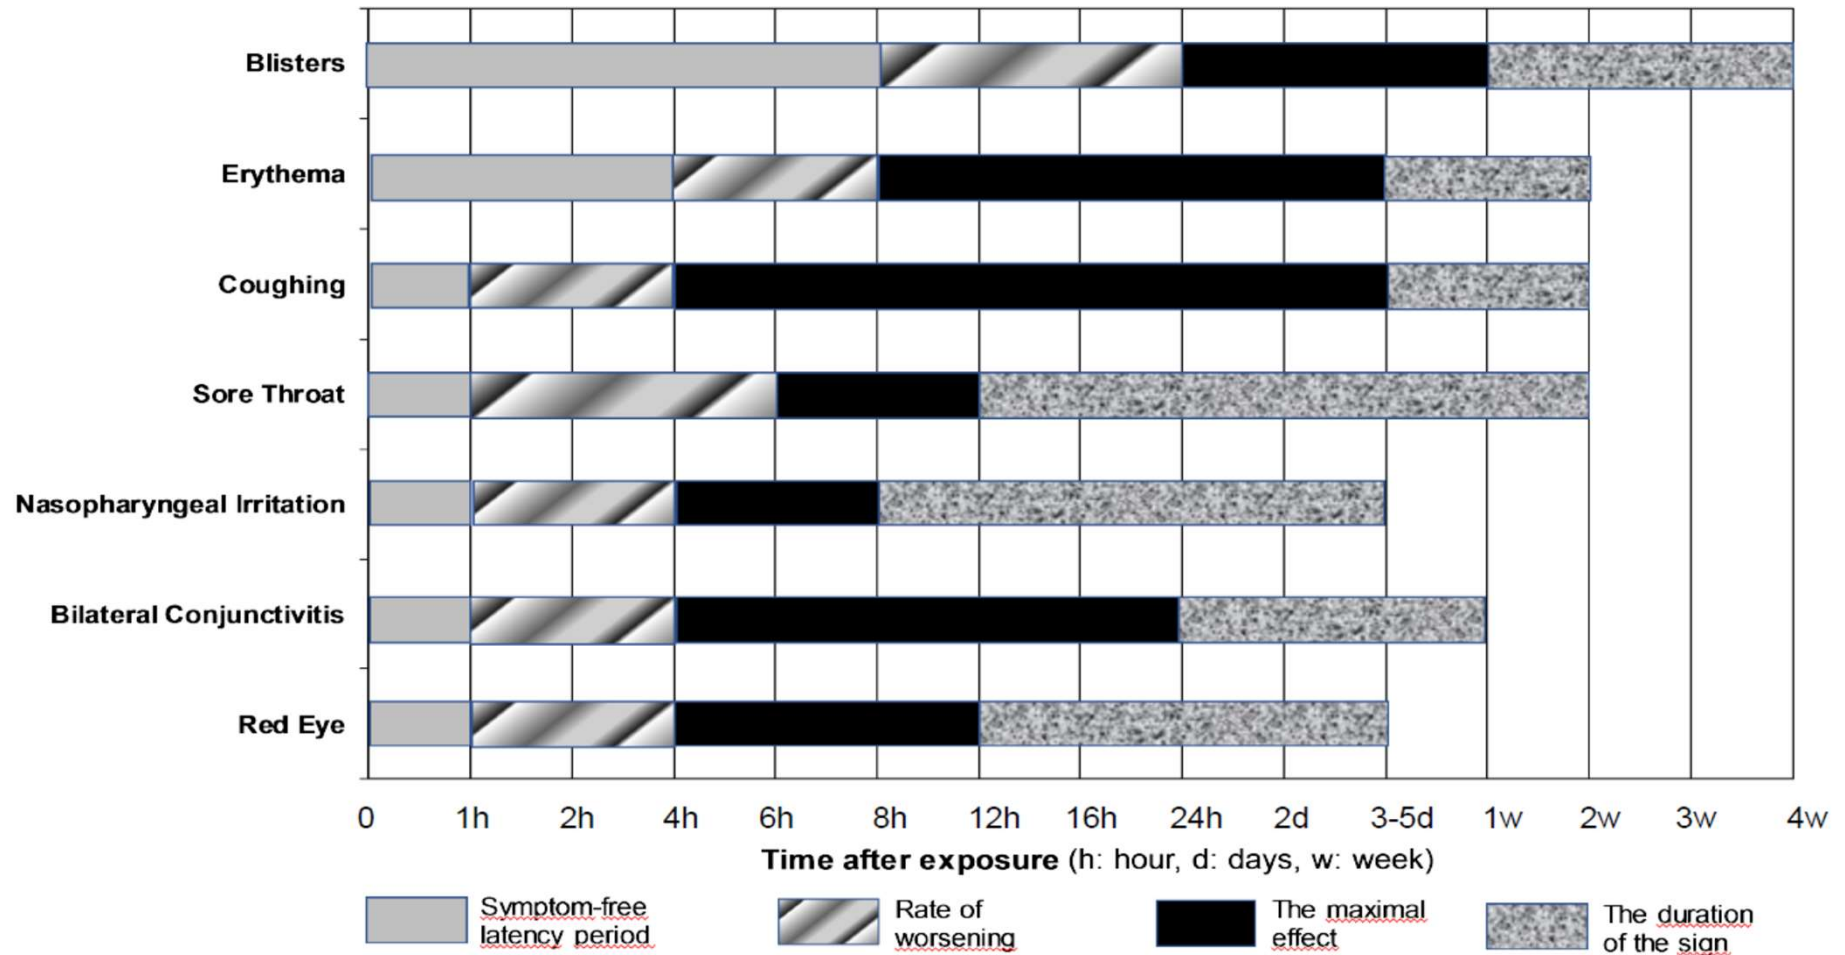 Blisters
Erythema
Coughing
Sore Throat
Nasopharyngeal Irritation
Bilateral Conjunctivitis
Red Eye
0 1h 2h 4h 6h 8h 12h 16h 24h 2d 3-5d 1w 2w 3w 4w
Time after exposure (h: hour, d: days, w: week)
Symptom-free
latency period
Rate of
worsening
The maximal
effect
The duration
of the sign